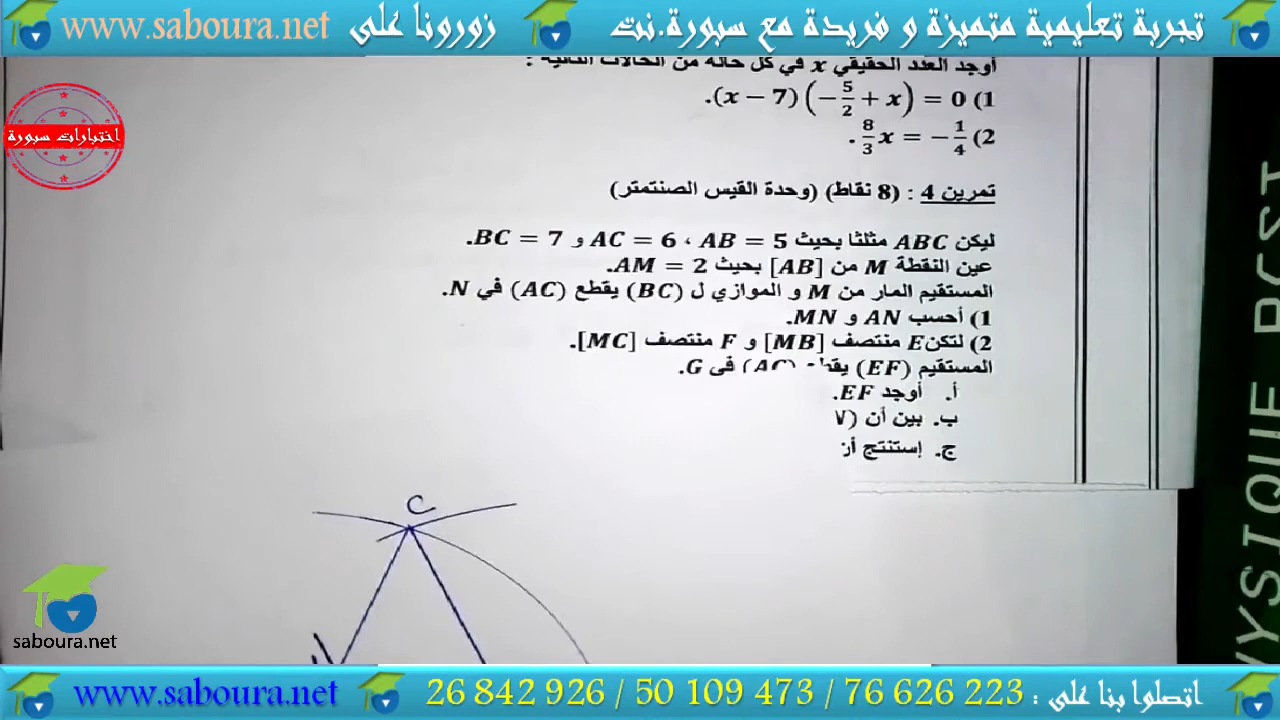 تجربة تعليمية متميزة و فريدة مع سبورة.نت زورونا على www.saboura.net
أوجد العدد الحقيقي x في كل حالة من الحالات التالية :
1) (x − 7)(−5/2 + x) = 0.
2) 8/3 x = −1/4 .
اختبارات سبورة
تمرين 4 : (8 نقاط) (وحدة القيس الصنتمتر)
ليكن ABC مثلثا بحيث AB = 5 ، AC = 6 و BC = 7.
عين النقطة M من [AB] بحيث AM = 2.
المستقيم المار من M و الموازي ل (BC) يقطع (AC) في N.
1) أحسب AN و MN.
2) لتكن E منتصف [MB] و F منتصف [MC].
المستقيم (EF) يقطع (AC) في G.
أ. أوجد EF.
ب. بين أن
ج. إستنتج
C
saboura.net
HYSIQUE POST
اتصلوا بنا على : 26 842 926 / 50 109 473 / 76 626 223 www.saboura.net